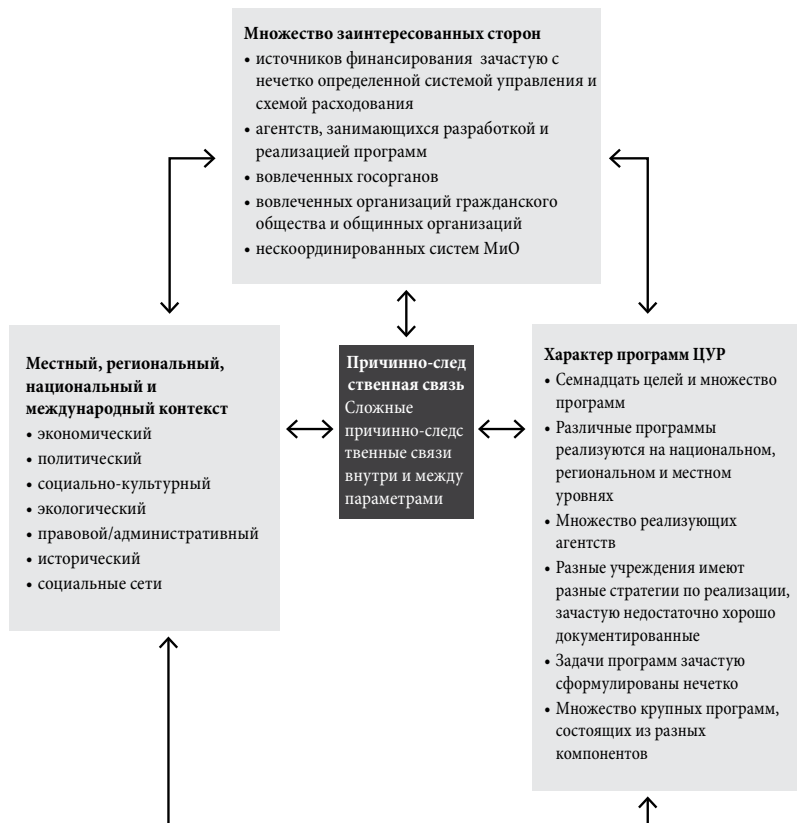 Множество заинтересованных сторон
• источников финансирования зачастую с
нечетко определенной системой управления и
схемой расходования
• агентств, занимающихся разработкой и
реализацией программ
• вовлеченных госорганов
• вовлеченных организаций гражданского
общества и общинных организаций
• нескоординированных систем МиО
Местный, региональный,
национальный и
международный контекст
• экономический
• политический
• социально-культурный
• экологический
• правовой/административный
• исторический
• социальные сети
Причинно-след
ственная связь
Сложные
причинно-следс
твенные связи
внутри и между
параметрами
Характер программ ЦУР
• Семнадцать целей и множество
программ
• Различные программы
реализуются на национальном,
региональном и местном
уровнях
• Множество реализующих
агентств
• Разные учреждения имеют
разные стратегии по реализации,
зачастую недостаточно хорошо
документированные
• Задачи программ зачастую
сформулированы нечетко
• Множество крупных программ,
состоящих из разных
компонентов